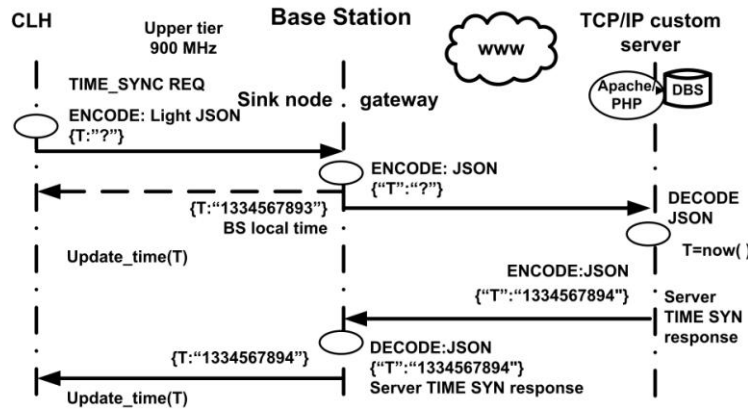 CLH
Upper tier
900 MHz
Base Station
www
TCP/IP custom
server
TIME_SYNC REQ
Sink node
gateway
Apache/
PHP
DBS
ENCODE: Light JSON
{T:"?"}
ENCODE: JSON
{“T”:“?”}
{T:“1334567893”}
BS local time
DECODE
JSON
T=now( )
Update_time(T)
ENCODE:JSON
{“T”:“1334567894"}
Server
TIME SYN
response
{T:“1334567894”}
DECODE:JSON
{“T”:“1334567894"}
Server TIME SYN response
Update_time(T)